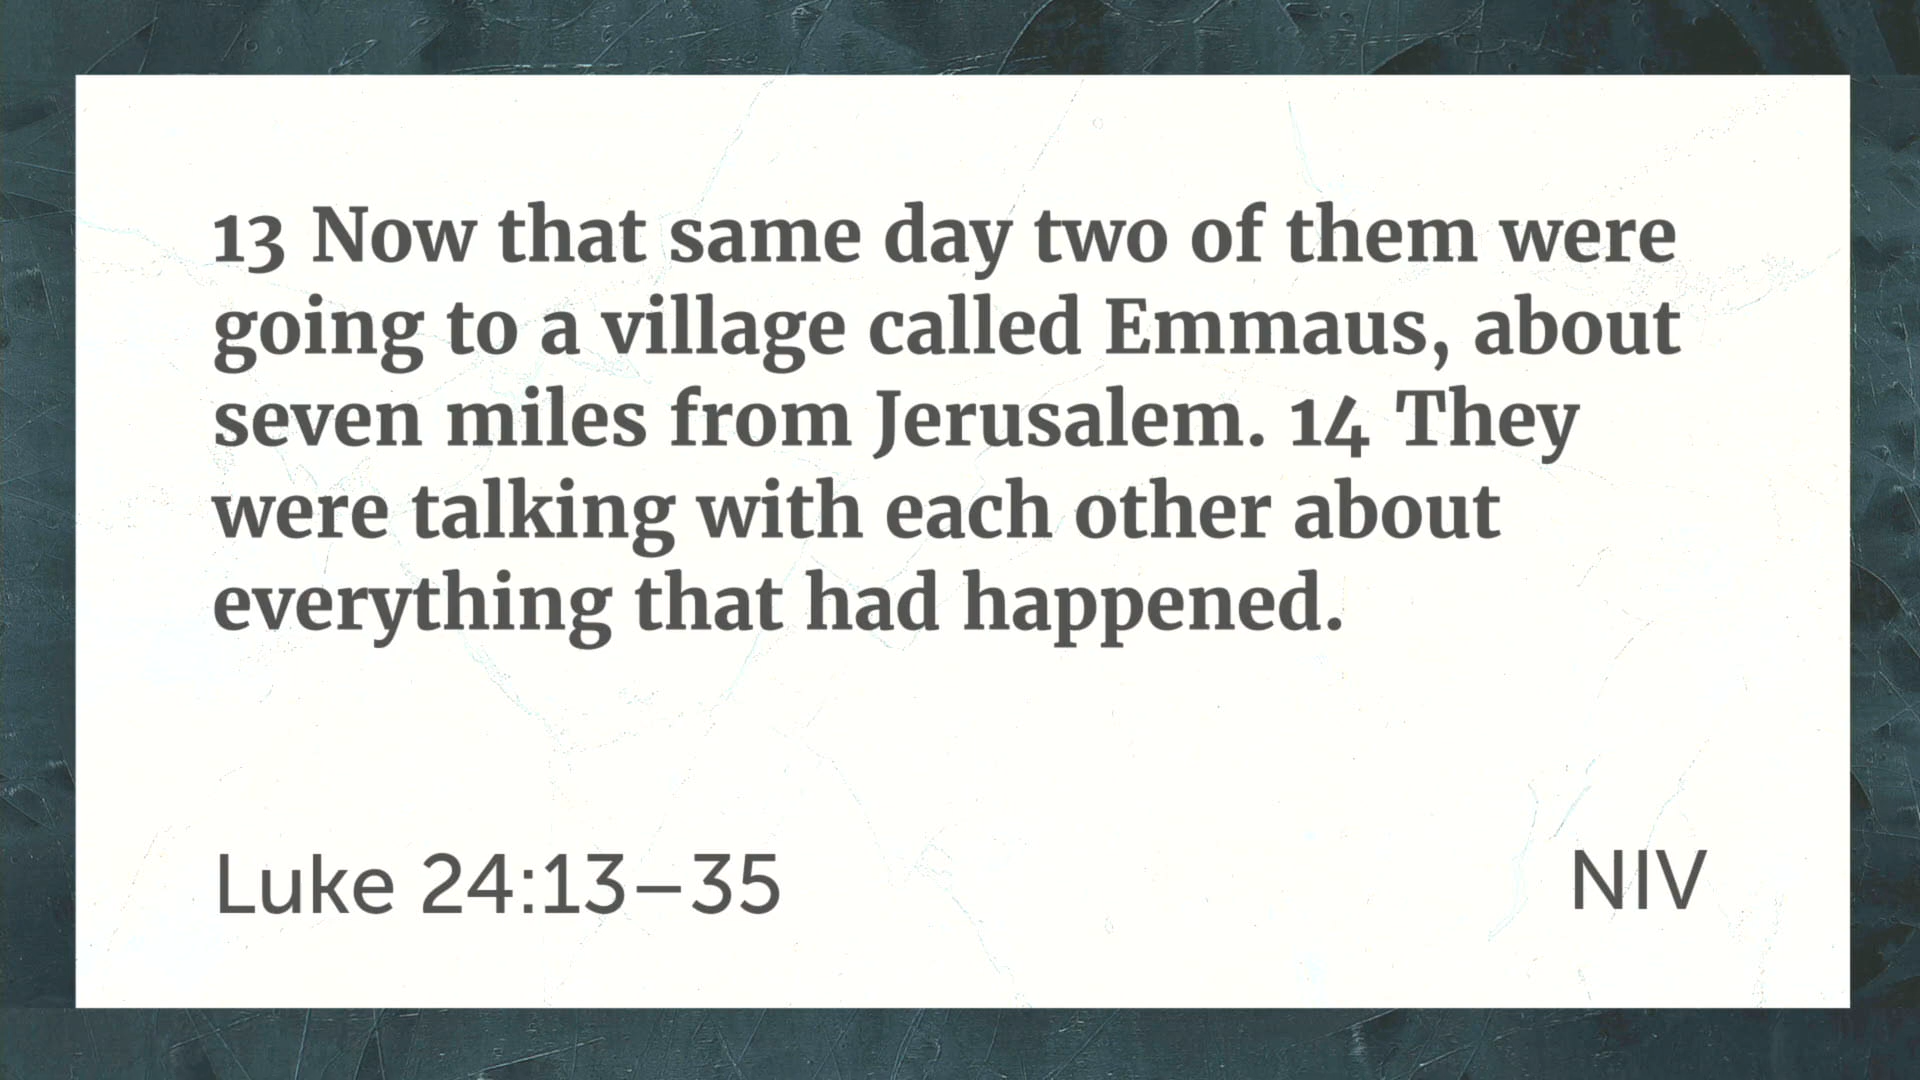 13 Now that same day two of them were
going to a village called Emmaus, about
seven miles from Jerusalem. 14 They
were talking with each other about
everything that had happened.
Luke 24:13–35
NIV